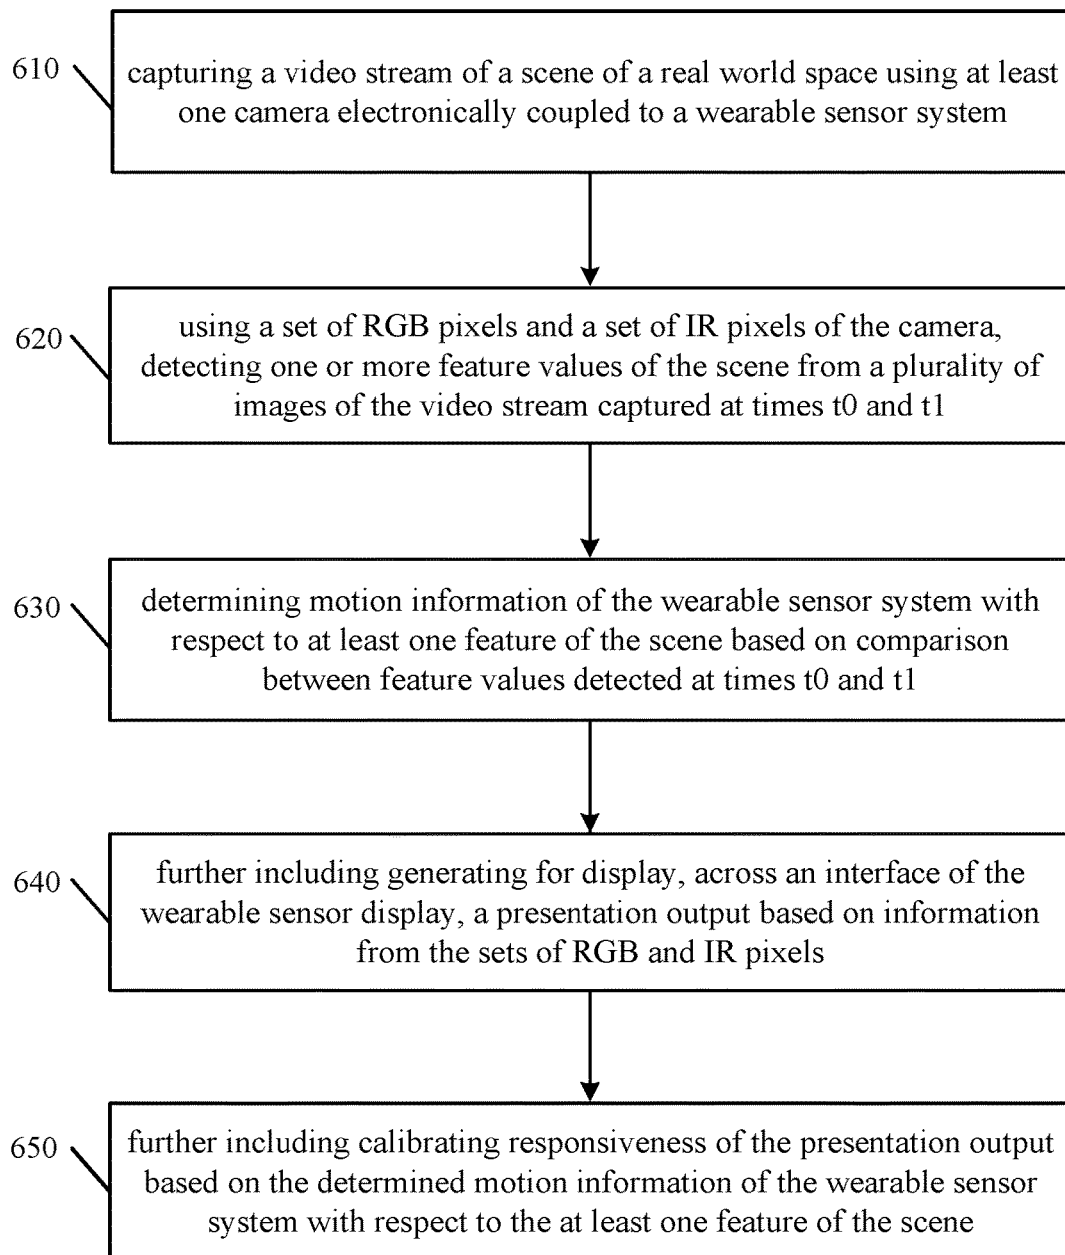 610
capturing a video stream of a scene of a real world space using at least
one camera electronically coupled to a wearable sensor system
620
using a set of RGB pixels and a set of IR pixels of the camera,
detecting one or more feature values of the scene from a plurality of
images of the video stream captured at times t0 and t1
630
determining motion information of the wearable sensor system with
respect to at least one feature of the scene based on comparison
between feature values detected at times t0 and t1
640
further including generating for display, across an interface of the
wearable sensor display, a presentation output based on information
from the sets of RGB and IR pixels
650
further including calibrating responsiveness of the presentation output
based on the determined motion information of the wearable sensor
system with respect to the at least one feature of the scene